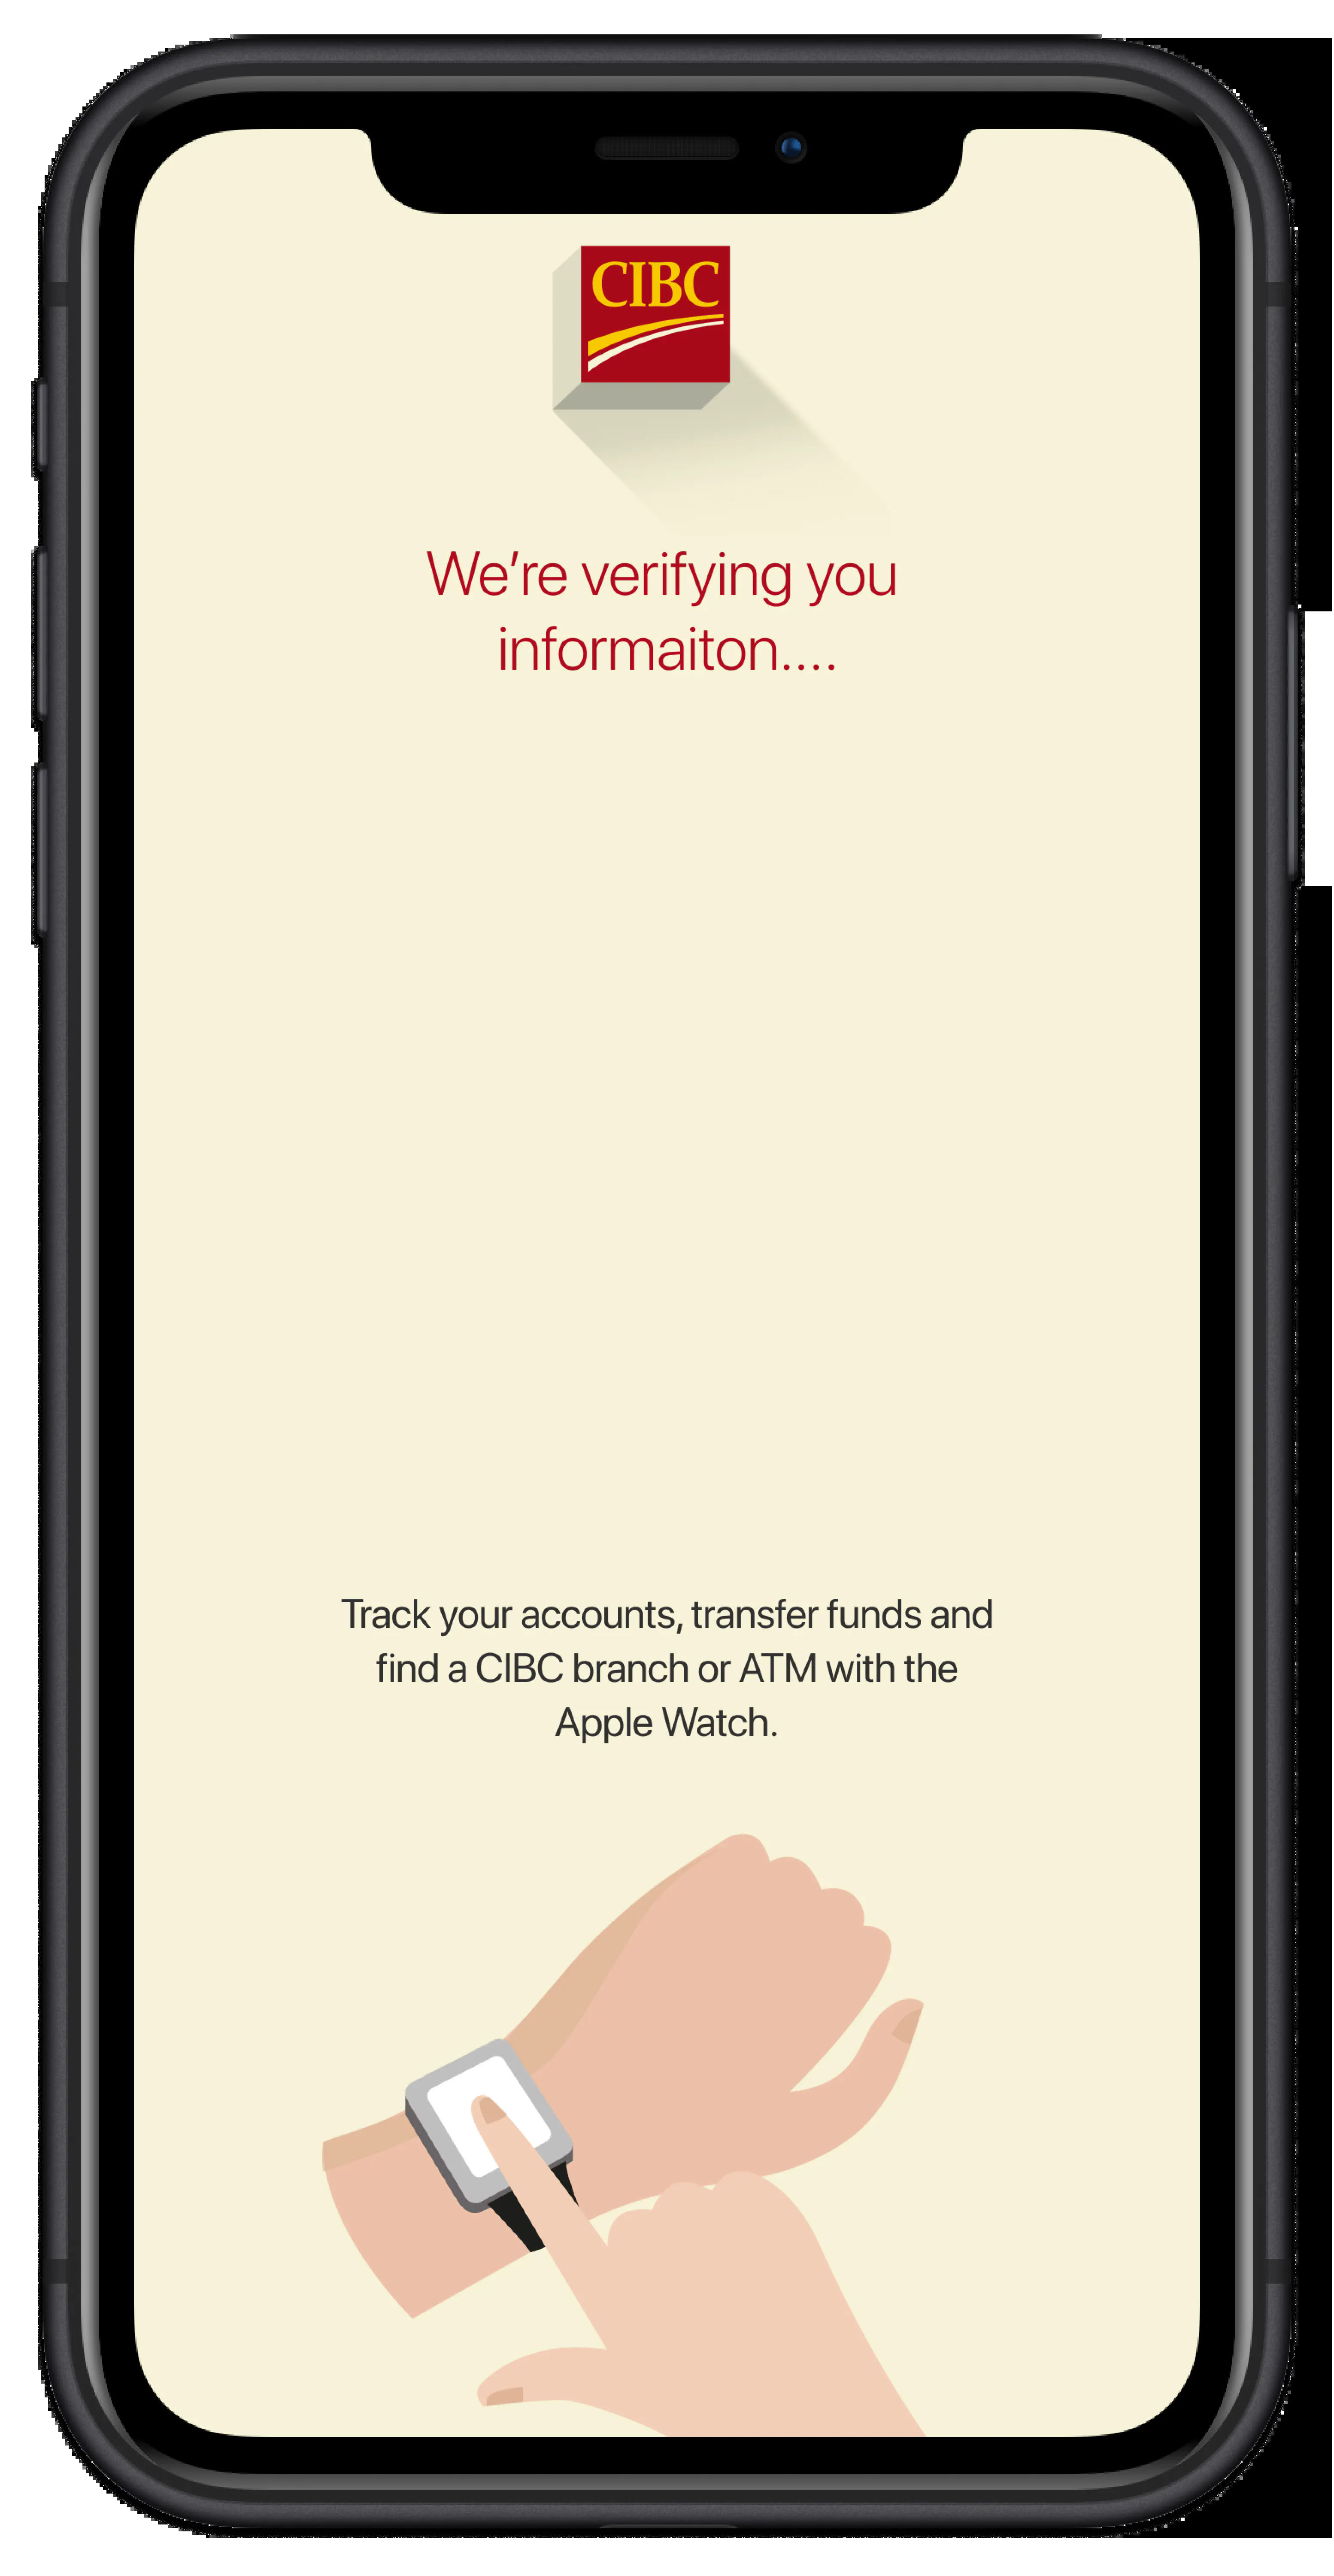 CIBC
We're verifying you
informaiton....
Track your accounts, transfer funds and
find a CIBC branch or ATM with the
Apple Watch.